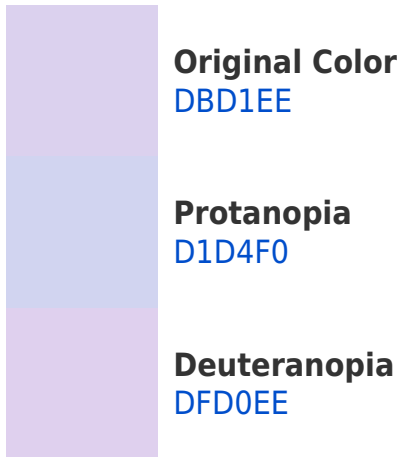 Original Color
DBD1EE
Protanopia
D1D4F0
Deuteranopia
DFD0EE